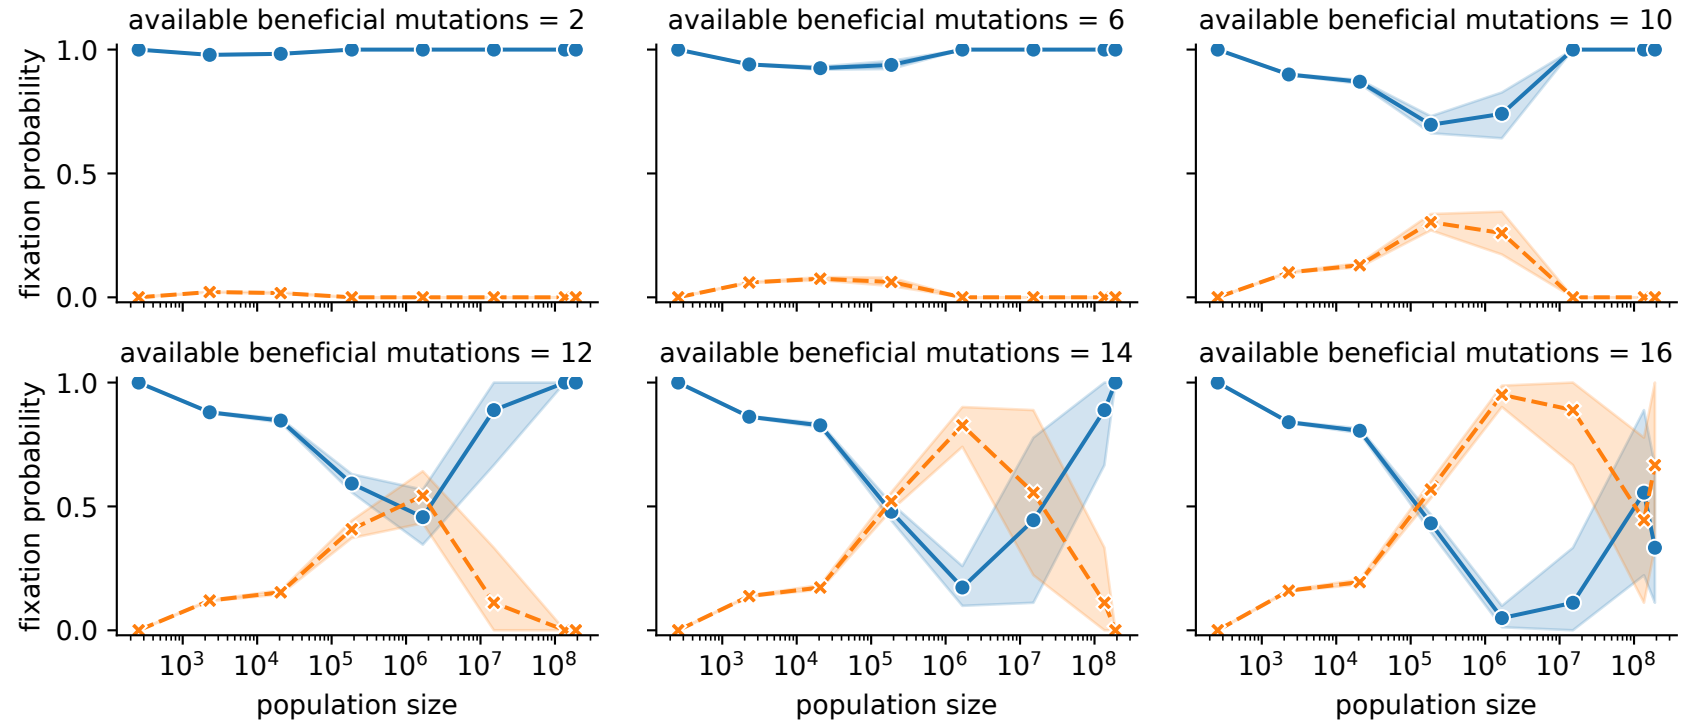 available beneficial mutations = 2
available beneficial mutations = 6
available beneficial mutations = 10
fixation probability
1.0
0.5
0.0
available beneficial mutations = 12
available beneficial mutations = 14
available beneficial mutations = 16
fixation probability
1.0
0.5
0.0
10³ 10⁴ 10⁵ 10⁶ 10⁷ 10⁸
10³ 10⁴ 10⁵ 10⁶ 10⁷ 10⁸
10³ 10⁴ 10⁵ 10⁶ 10⁷ 10⁸
population size
population size
population size